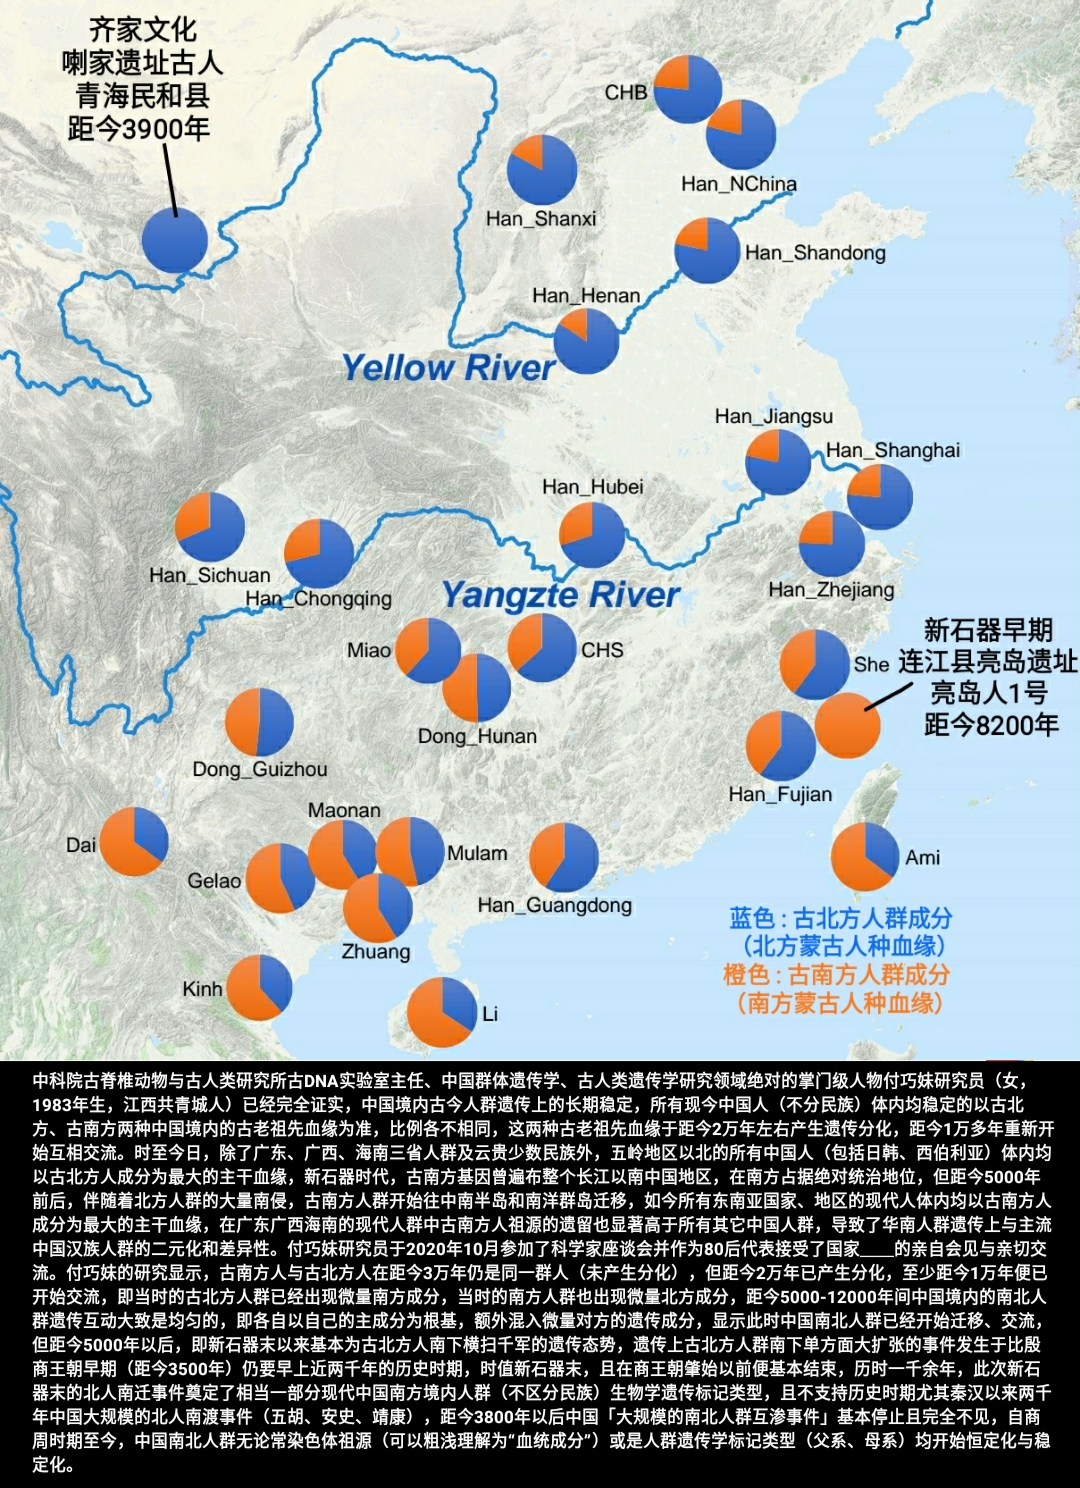 齐家文化
喇家遗址古人
青海民和县
距今3900年
CHB
Han_NChina
Han_Shanxi
Han_Shandong
Han_Henan
Yellow River
Han_Jiangsu
Han_Shanghai
Han_Hubei
Han_Sichuan
Han_Chongqing
Han_Zhejiang
Yangzte River
新石器早期
连江县亮岛遗址
亮岛人1号
距今8200年
Miao
CHS
She
Dong_Hunan
Dong_Guizhou
Han_Fujian
Maonan
Dai
Mulam
Gelao
Ami
Han_Guangdong
Zhuang
Kinh
Li
蓝色：古北方人群成分
（北方蒙古人种血缘）
橙色：古南方人群成分
（南方蒙古人种血缘）
中科院古脊椎动物与古人类研究所古DNA实验室主任、中国群体遗传学、古人类遗传学研究领域绝对的掌门级人物付巧妹研究员（女，
1983年生，江西共青城人）已经完全证实，中国境内古今人群遗传上的长期稳定，所有现今中国人（不分民族）体内均稳定的以古北
方、古南方两种中国境内的古老祖先血缘为准，比例各不相同，这两种古老祖先血缘于距今2万年左右产生遗传分化，距今1万多年重新开
始互相交流。时至今日，除了广东、广西、海南三省人群及云贵少数民族外，五岭地区以北的所有中国人（包括日韩、西伯利亚）体内均
以古北方人成分为最大的主干血缘，新石器时代，古南方基因曾遍布整个长江以南中国地区，在南方占据绝对统治地位，但距今5000年
前后，伴随着北方人群的大量南侵，古南方人群开始往中南半岛和南洋群岛迁移，如今所有东南亚国家、地区的现代人体内均以古南方人
成分为最大的主干血缘，在广东广西海南的现代人群中古南方人祖源的遗留也显著高于所有其它中国人群，导致了华南人群遗传上与主流
中国汉族人群的二元化和差异性。付巧妹研究员于2020年10月参加了科学家座谈会并作为80后代表接受了国家____的亲自会见与亲切交
流。付巧妹的研究显示，古南方人与古北方人在距今3万年仍是同一群人（未产生分化），但距今2万年已产生分化，至少距今1万年便已
开始交流，即当时的古北方人群已经出现微量南方成分，当时的南方人群也出现微量北方成分，距今5000-12000年间中国境内的南北人
群遗传互动大致是均匀的，即各自以自己的主成分为根基，额外混入微量对方的遗传成分，显示此时中国南北人群已经开始迁移、交流，
但距今5000年以后，即新石器末以来基本为古北方人南下横扫千军的遗传态势，遗传上古北方人群南下单方面大扩张的事件发生于比殷
商王朝早期（距今3500年）仍要早上近两千年的历史时期，时值新石器末，且在商王朝肇始以前便基本结束，历时一千余年，此次新石
器末的北人南迁事件奠定了相当一部分现代中国南方境内人群（不区分民族）生物学遗传标记类型，且不支持历史时期尤其秦汉以来两千
年中国大规模的北人南渡事件（五胡、安史、靖康），距今3800年以后中国「大规模的南北人群互渗事件」基本停止且完全不见，自商
周时期至今，中国南北人群无论常染色体祖源（可以粗浅理解为“血统成分”）或是人群遗传学标记类型（父系、母系）均开始恒定化与稳
定化。